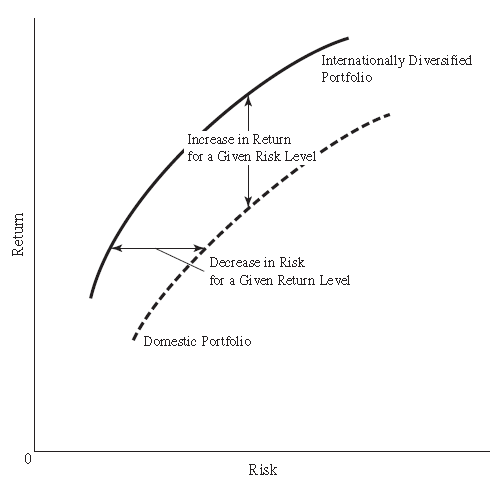 Internationally Diversified
Portfolio
Increase in Return
for a Given Risk Level
Return
Decrease in Risk
for a Given Return Level
Domestic Portfolio
0
Risk